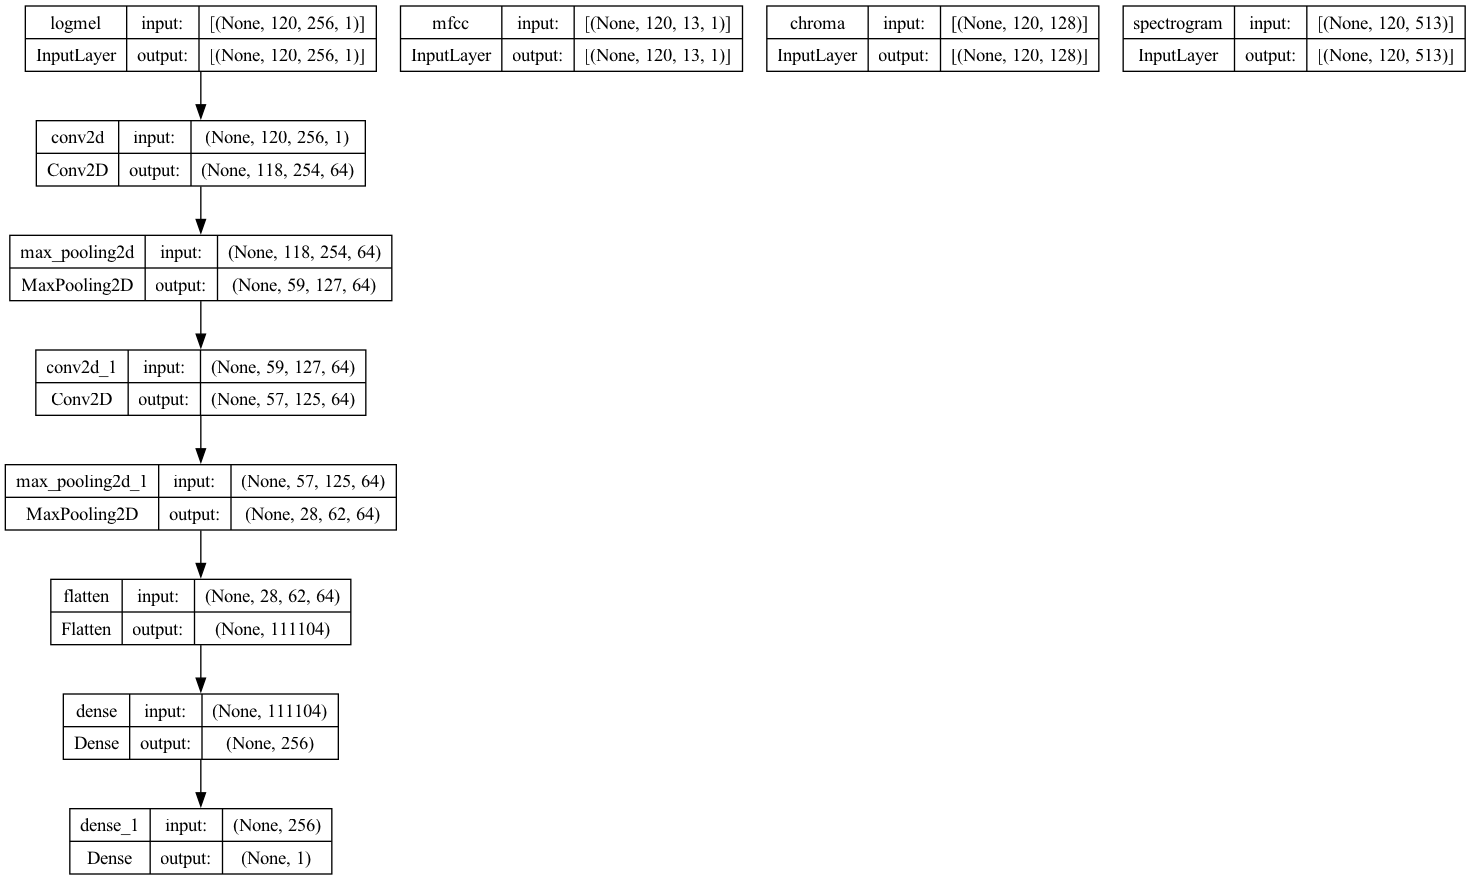 logmel input: [(None, 120, 256, 1)]
InputLayer output: [(None, 120, 256, 1)]
mfcc input: [(None, 120, 13, 1)]
InputLayer output: [(None, 120, 13, 1)]
chroma input: [(None, 120, 128)]
InputLayer output: [(None, 120, 128)]
spectrogram input: [(None, 120, 513)]
InputLayer output: [(None, 120, 513)]
conv2d input: (None, 120, 256, 1)
Conv2D output: (None, 118, 254, 64)
max_pooling2d input: (None, 118, 254, 64)
MaxPooling2D output: (None, 59, 127, 64)
conv2d_1 input: (None, 59, 127, 64)
Conv2D output: (None, 57, 125, 64)
max_pooling2d_1 input: (None, 57, 125, 64)
MaxPooling2D output: (None, 28, 62, 64)
flatten input: (None, 28, 62, 64)
Flatten output: (None, 111104)
dense input: (None, 111104)
Dense output: (None, 256)
dense_1 input: (None, 256)
Dense output: (None, 1)